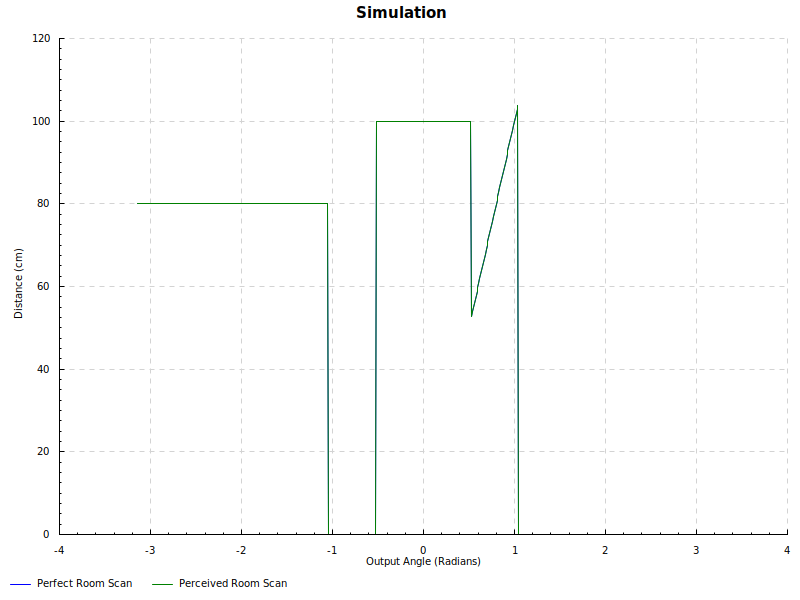 Simulation
120
100
80
60
40
20
0
Distance (cm)
-4 -3 -2 -1 0 1 2 3 4
Output Angle (Radians)
Perfect Room Scan Perceived Room Scan